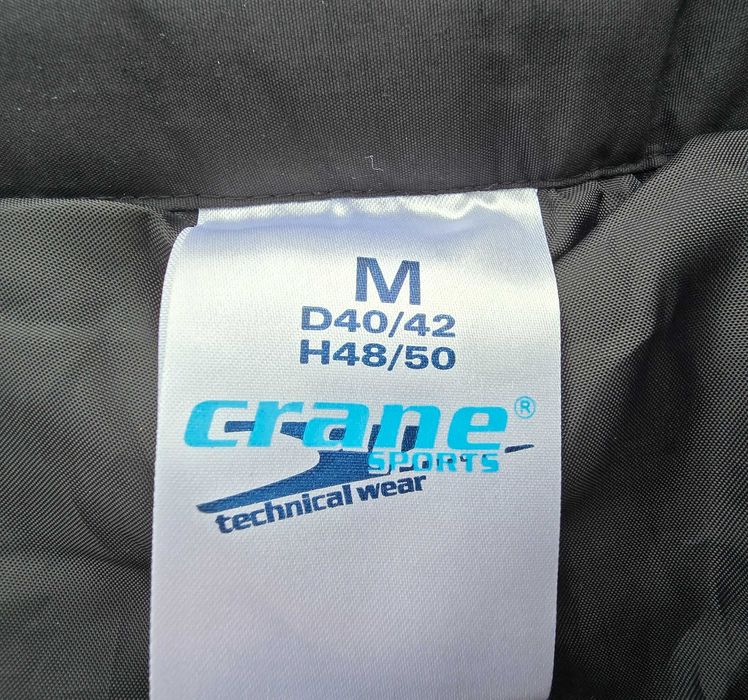 M
D40/42
H48/50
crane®
SPORTS
technical wear